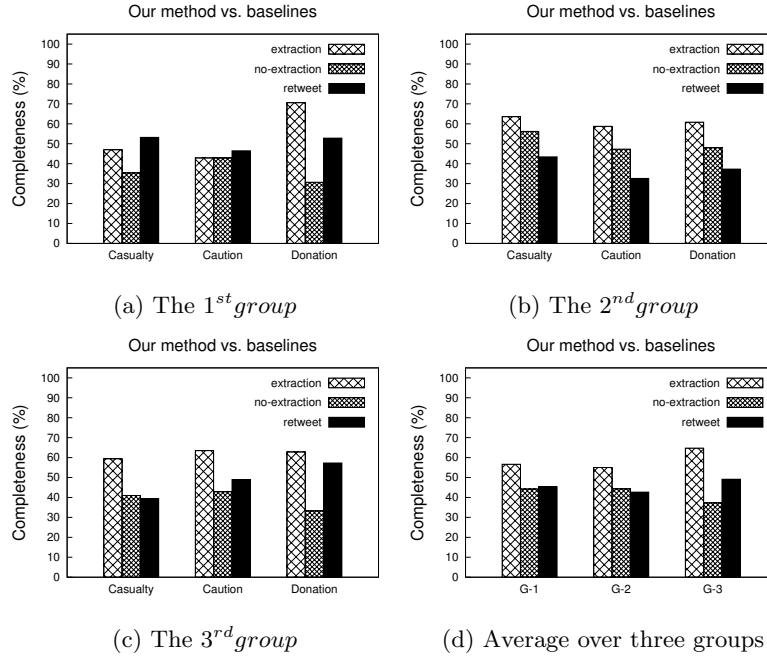 Our method vs. baselines
Completeness (%)
100
90
80
70
60
50
40
30
20
10
0
extraction
no-extraction
retweet
Casualty Caution Donation
(a) The 1st group
Our method vs. baselines
Completeness (%)
100
90
80
70
60
50
40
30
20
10
0
extraction
no-extraction
retweet
Casualty Caution Donation
(b) The 2nd group
Our method vs. baselines
Completeness (%)
100
90
80
70
60
50
40
30
20
10
0
extraction
no-extraction
retweet
Casualty Caution Donation
(c) The 3rd group
Our method vs. baselines
Completeness (%)
100
90
80
70
60
50
40
30
20
10
0
extraction
no-extraction
retweet
G-1 G-2 G-3
(d) Average over three groups